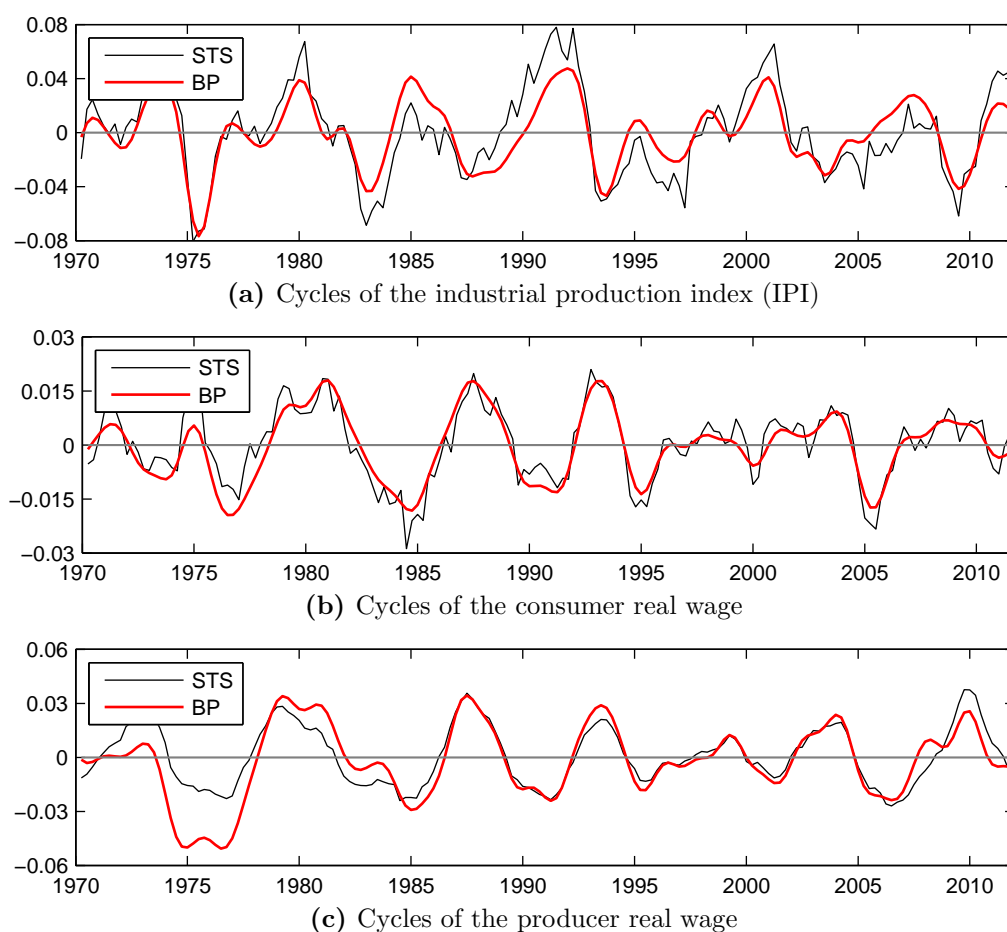 0.08
0.04
0
−0.04
−0.08
STS
BP
1970 1975 1980 1985 1990 1995 2000 2005 2010
(a) Cycles of the industrial production index (IPI)
0.03
0.015
0
−0.015
−0.03
STS
BP
1970 1975 1980 1985 1990 1995 2000 2005 2010
(b) Cycles of the consumer real wage
0.06
0.03
0
−0.03
−0.06
STS
BP
1970 1975 1980 1985 1990 1995 2000 2005 2010
(c) Cycles of the producer real wage